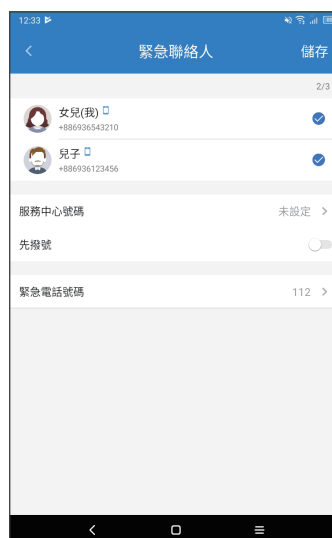 12:33
緊急聯絡人
儲存
2/3
女兒(我)
+886936543210
兒子
+886936123456
服務中心號碼 未設定
先撥號
緊急電話號碼 112